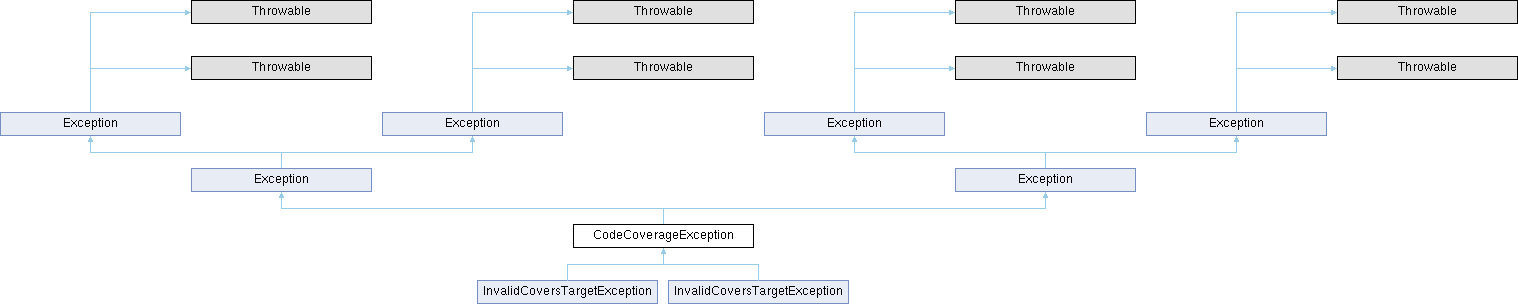 Throwable Throwable Throwable Throwable
Throwable Throwable Throwable Throwable
Exception Exception Exception Exception
Exception Exception
CodeCoverageException
InvalidCoversTargetException InvalidCoversTargetException